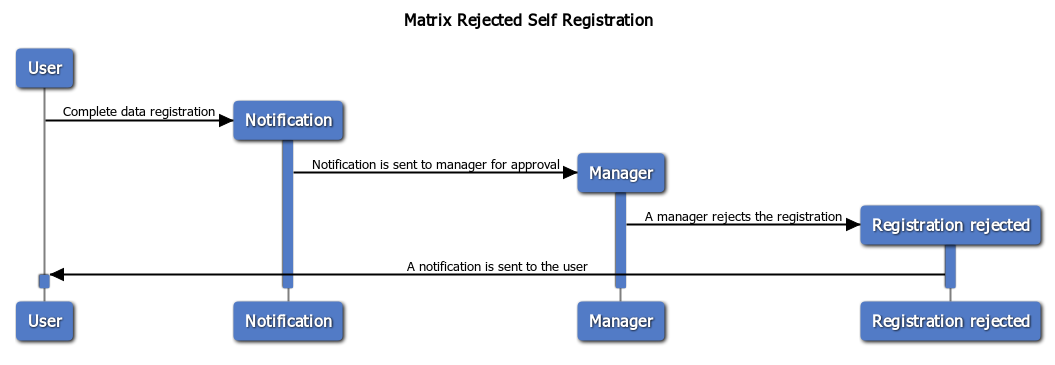 Matrix Rejected Self Registration
User
Complete data registration
Notification
Notification is sent to manager for approval
Manager
A manager rejects the registration
Registration rejected
A notification is sent to the user
User
Notification
Manager
Registration rejected